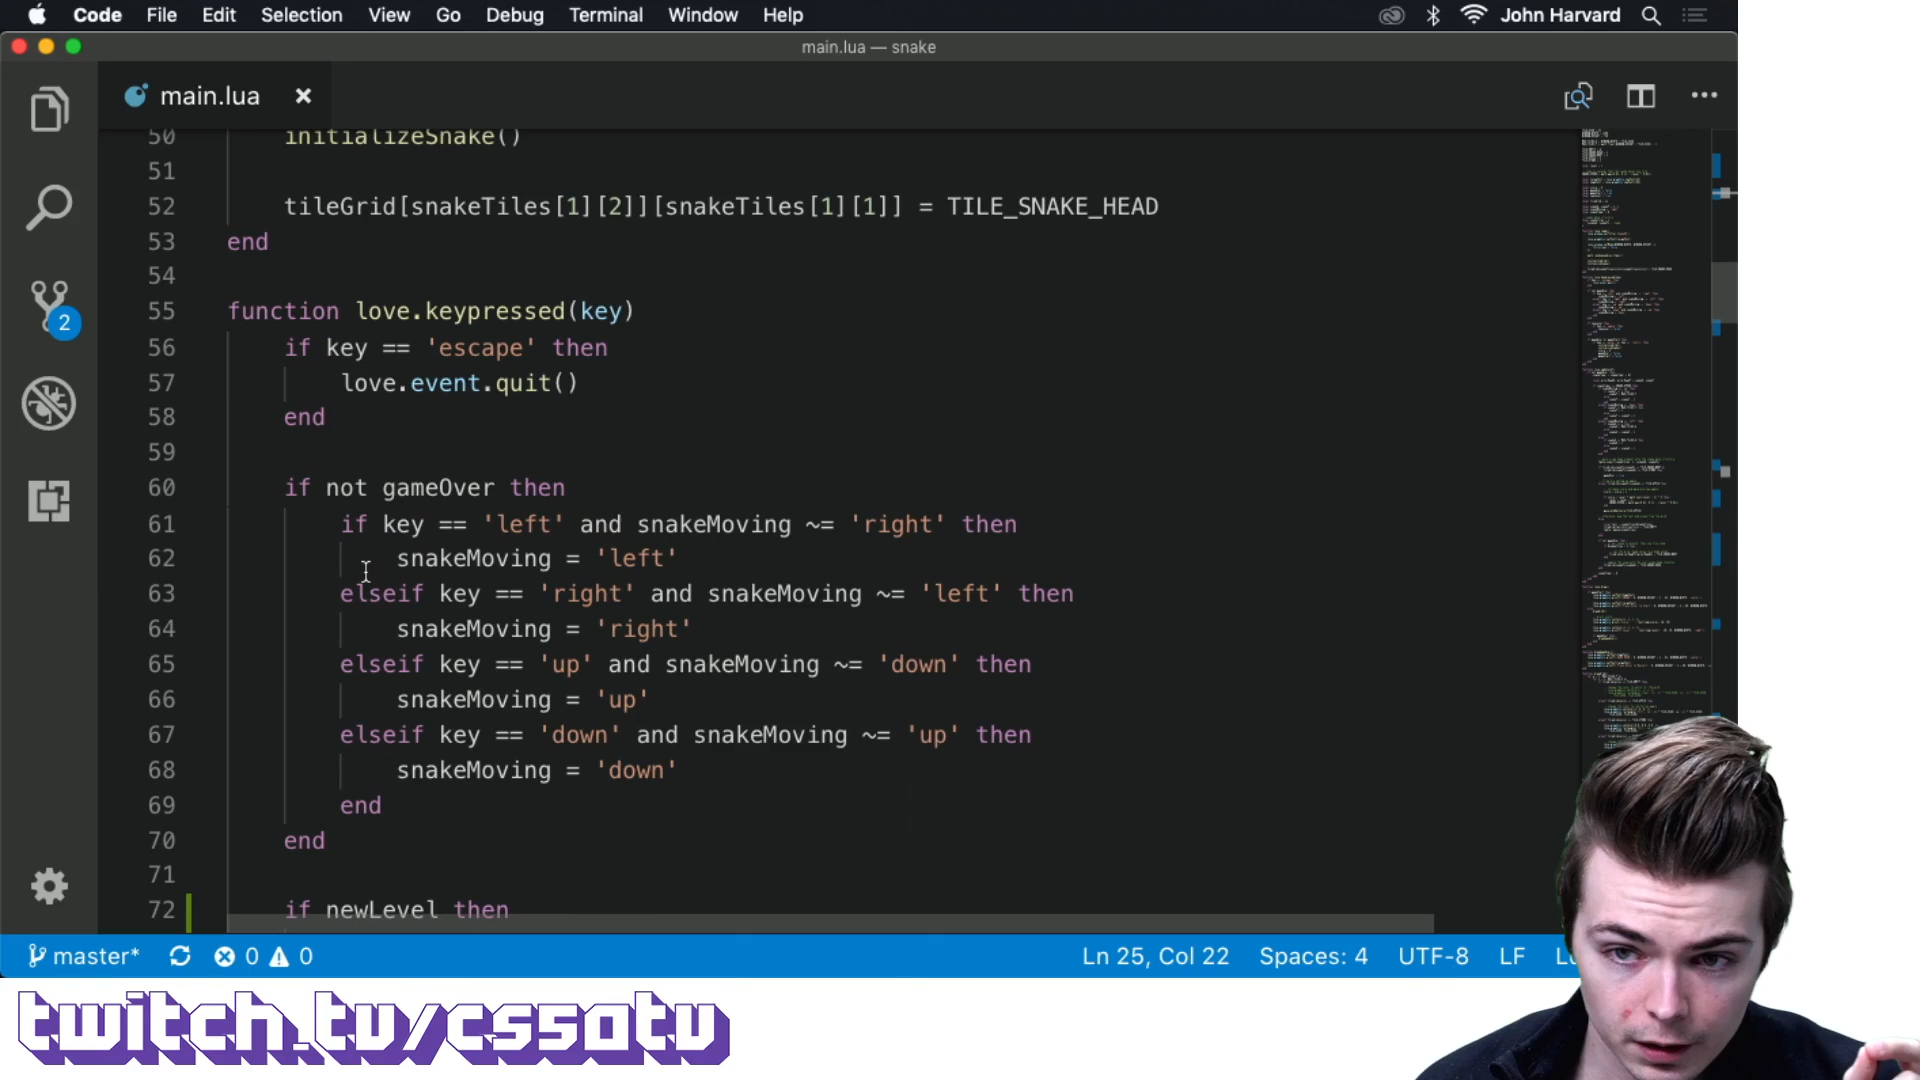 Code File Edit Selection View Go Debug Terminal Window Help John Harvard
main.lua — snake
main.lua
50 initializeSnake()
51
52 tileGrid[snakeTiles[1][2]][snakeTiles[1][1]] = TILE_SNAKE_HEAD
53 end
54
55 function love.keypressed(key)
56 if key == 'escape' then
57 love.event.quit()
58 end
59
60 if not gameOver then
61 if key == 'left' and snakeMoving ~= 'right' then
62 snakeMoving = 'left'
63 elseif key == 'right' and snakeMoving ~= 'left' then
64 snakeMoving = 'right'
65 elseif key == 'up' and snakeMoving ~= 'down' then
66 snakeMoving = 'up'
67 elseif key == 'down' and snakeMoving ~= 'up' then
68 snakeMoving = 'down'
69 end
70 end
71
72 if newLevel then
2
master* 0 0 Ln 25, Col 22 Spaces: 4 UTF-8 LF
twitch.tv/cs50tv